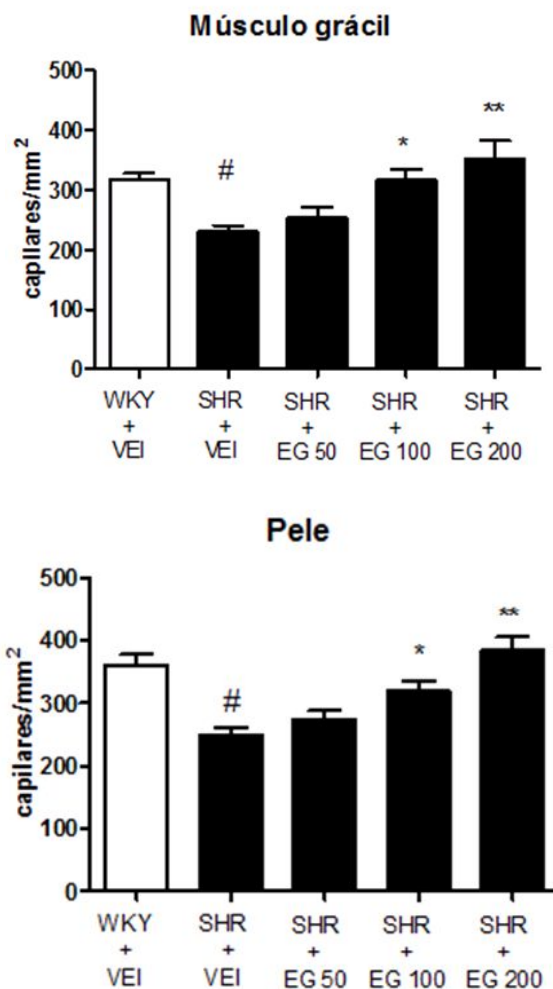 Músculo grácil
500
400
300
200
100
0
capilares/mm²
#
*
**
WKY SHR SHR SHR SHR
+ + + + +
VEI VEI EG 50 EG 100 EG 200
Pele
500
400
300
200
100
0
capilares/mm²
#
*
**
WKY SHR SHR SHR SHR
+ + + + +
VEI VEI EG 50 EG 100 EG 200